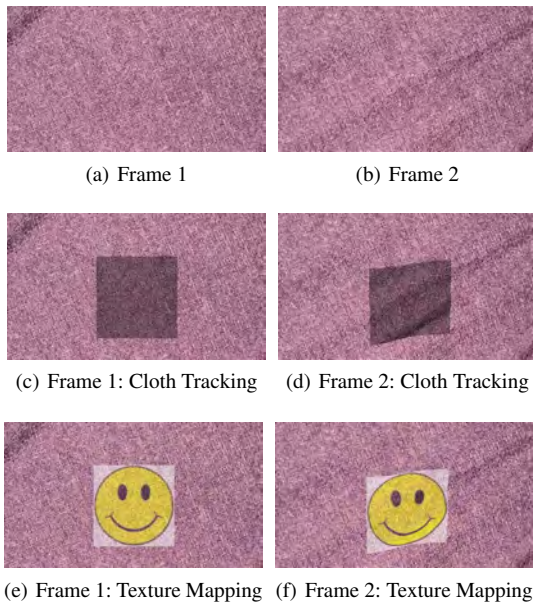 (a) Frame 1
(b) Frame 2
(c) Frame 1: Cloth Tracking
(d) Frame 2: Cloth Tracking
(e) Frame 1: Texture Mapping
(f) Frame 2: Texture Mapping